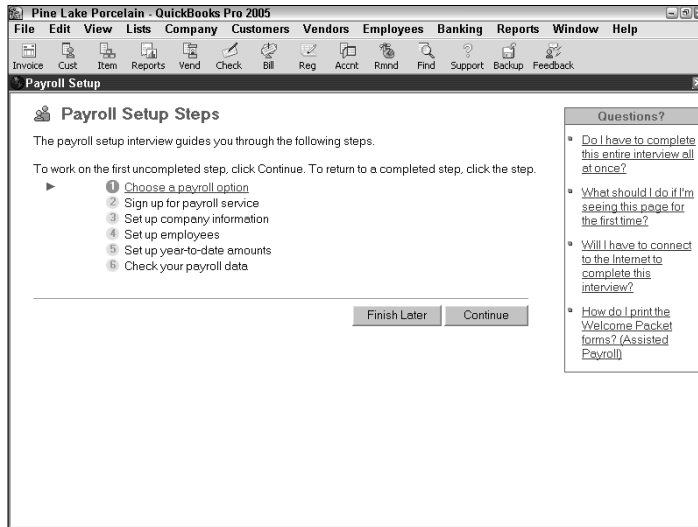 Pine Lake Porcelain - QuickBooks Pro 2005
File Edit View Lists Company Customers Vendors Employees Banking Reports Window Help
Invoice Cust Item Reports Vend Check Bill Reg Accnt Rmnd Find Support Backup Feedback
Payroll Setup
Payroll Setup Steps
The payroll setup interview guides you through the following steps.
To work on the first uncompleted step, click Continue. To return to a completed step, click the step.
1 Choose a payroll option
2 Sign up for payroll service
3 Set up company information
4 Set up employees
5 Set up year-to-date amounts
6 Check your payroll data
Finish Later Continue
Questions?
Do I have to complete
this entire interview all
at once?
What should I do if I'm
seeing this page for
the first time?
Will I have to connect
to the Internet to
complete this
interview?
How do I print the
Welcome Packet
forms? (Assisted
Payroll)